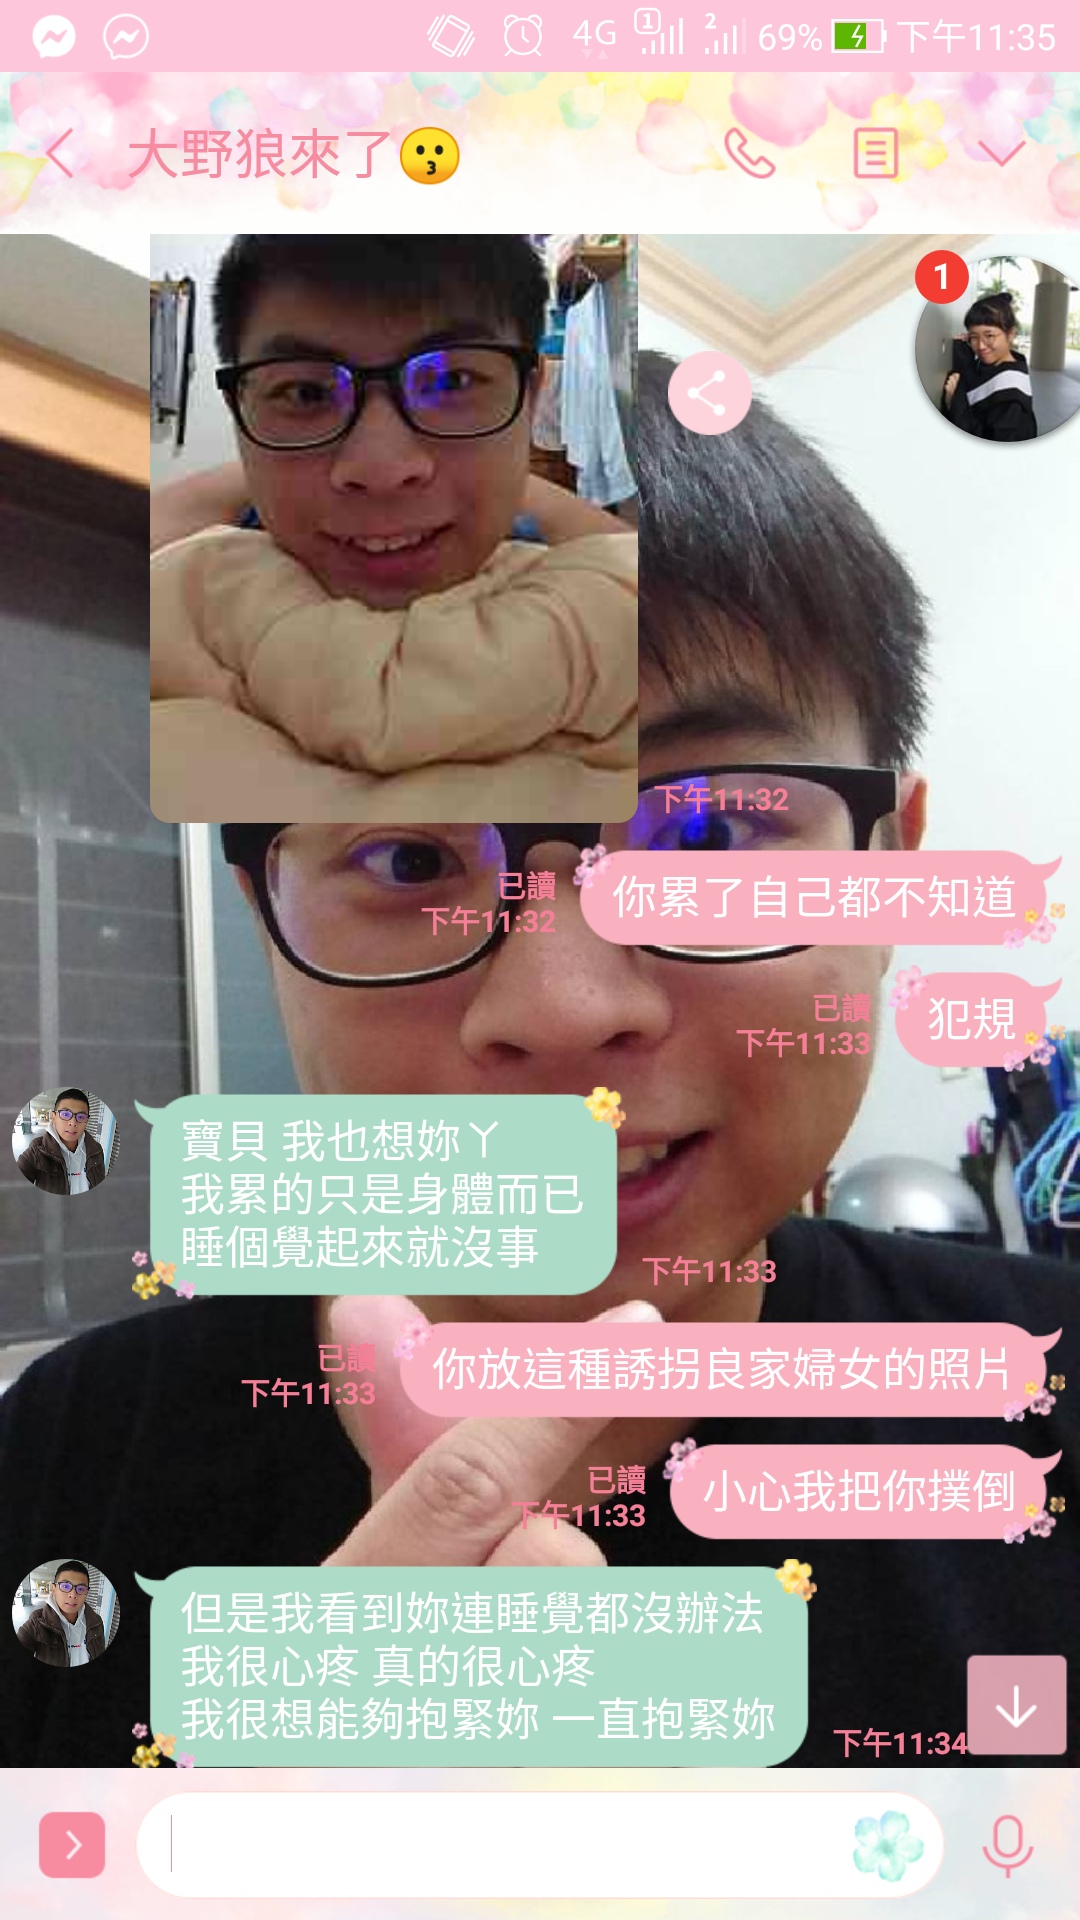 4G 1 2 69% 下午11:35
大野狼來了😗
1
下午11:32
已讀
下午11:32
你累了自己都不知道
已讀
下午11:33
犯規
寶貝 我也想妳ㄚ
我累的只是身體而已
睡個覺起來就沒事
下午11:33
已讀
下午11:33
你放這種誘拐良家婦女的照片
已讀
下午11:33
小心我把你撲倒
但是我看到妳連睡覺都沒辦法
我很心疼 真的很心疼
我很想能夠抱緊妳 一直抱緊妳
下午11:34